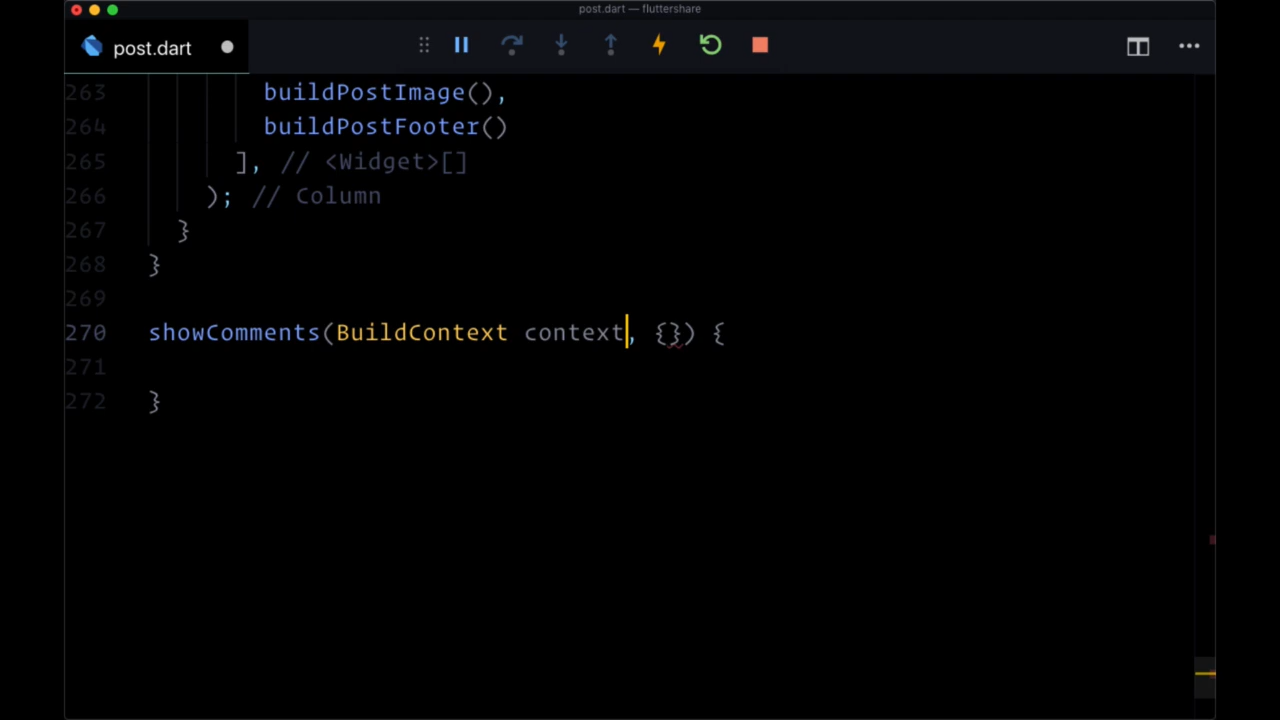 post.dart — fluttershare
post.dart
263 buildPostImage(),
264 buildPostFooter()
265 ], // <Widget>[]
266 ); // Column
267 }
268 }
269
270 showComments(BuildContext context, {}) {
271
272 }